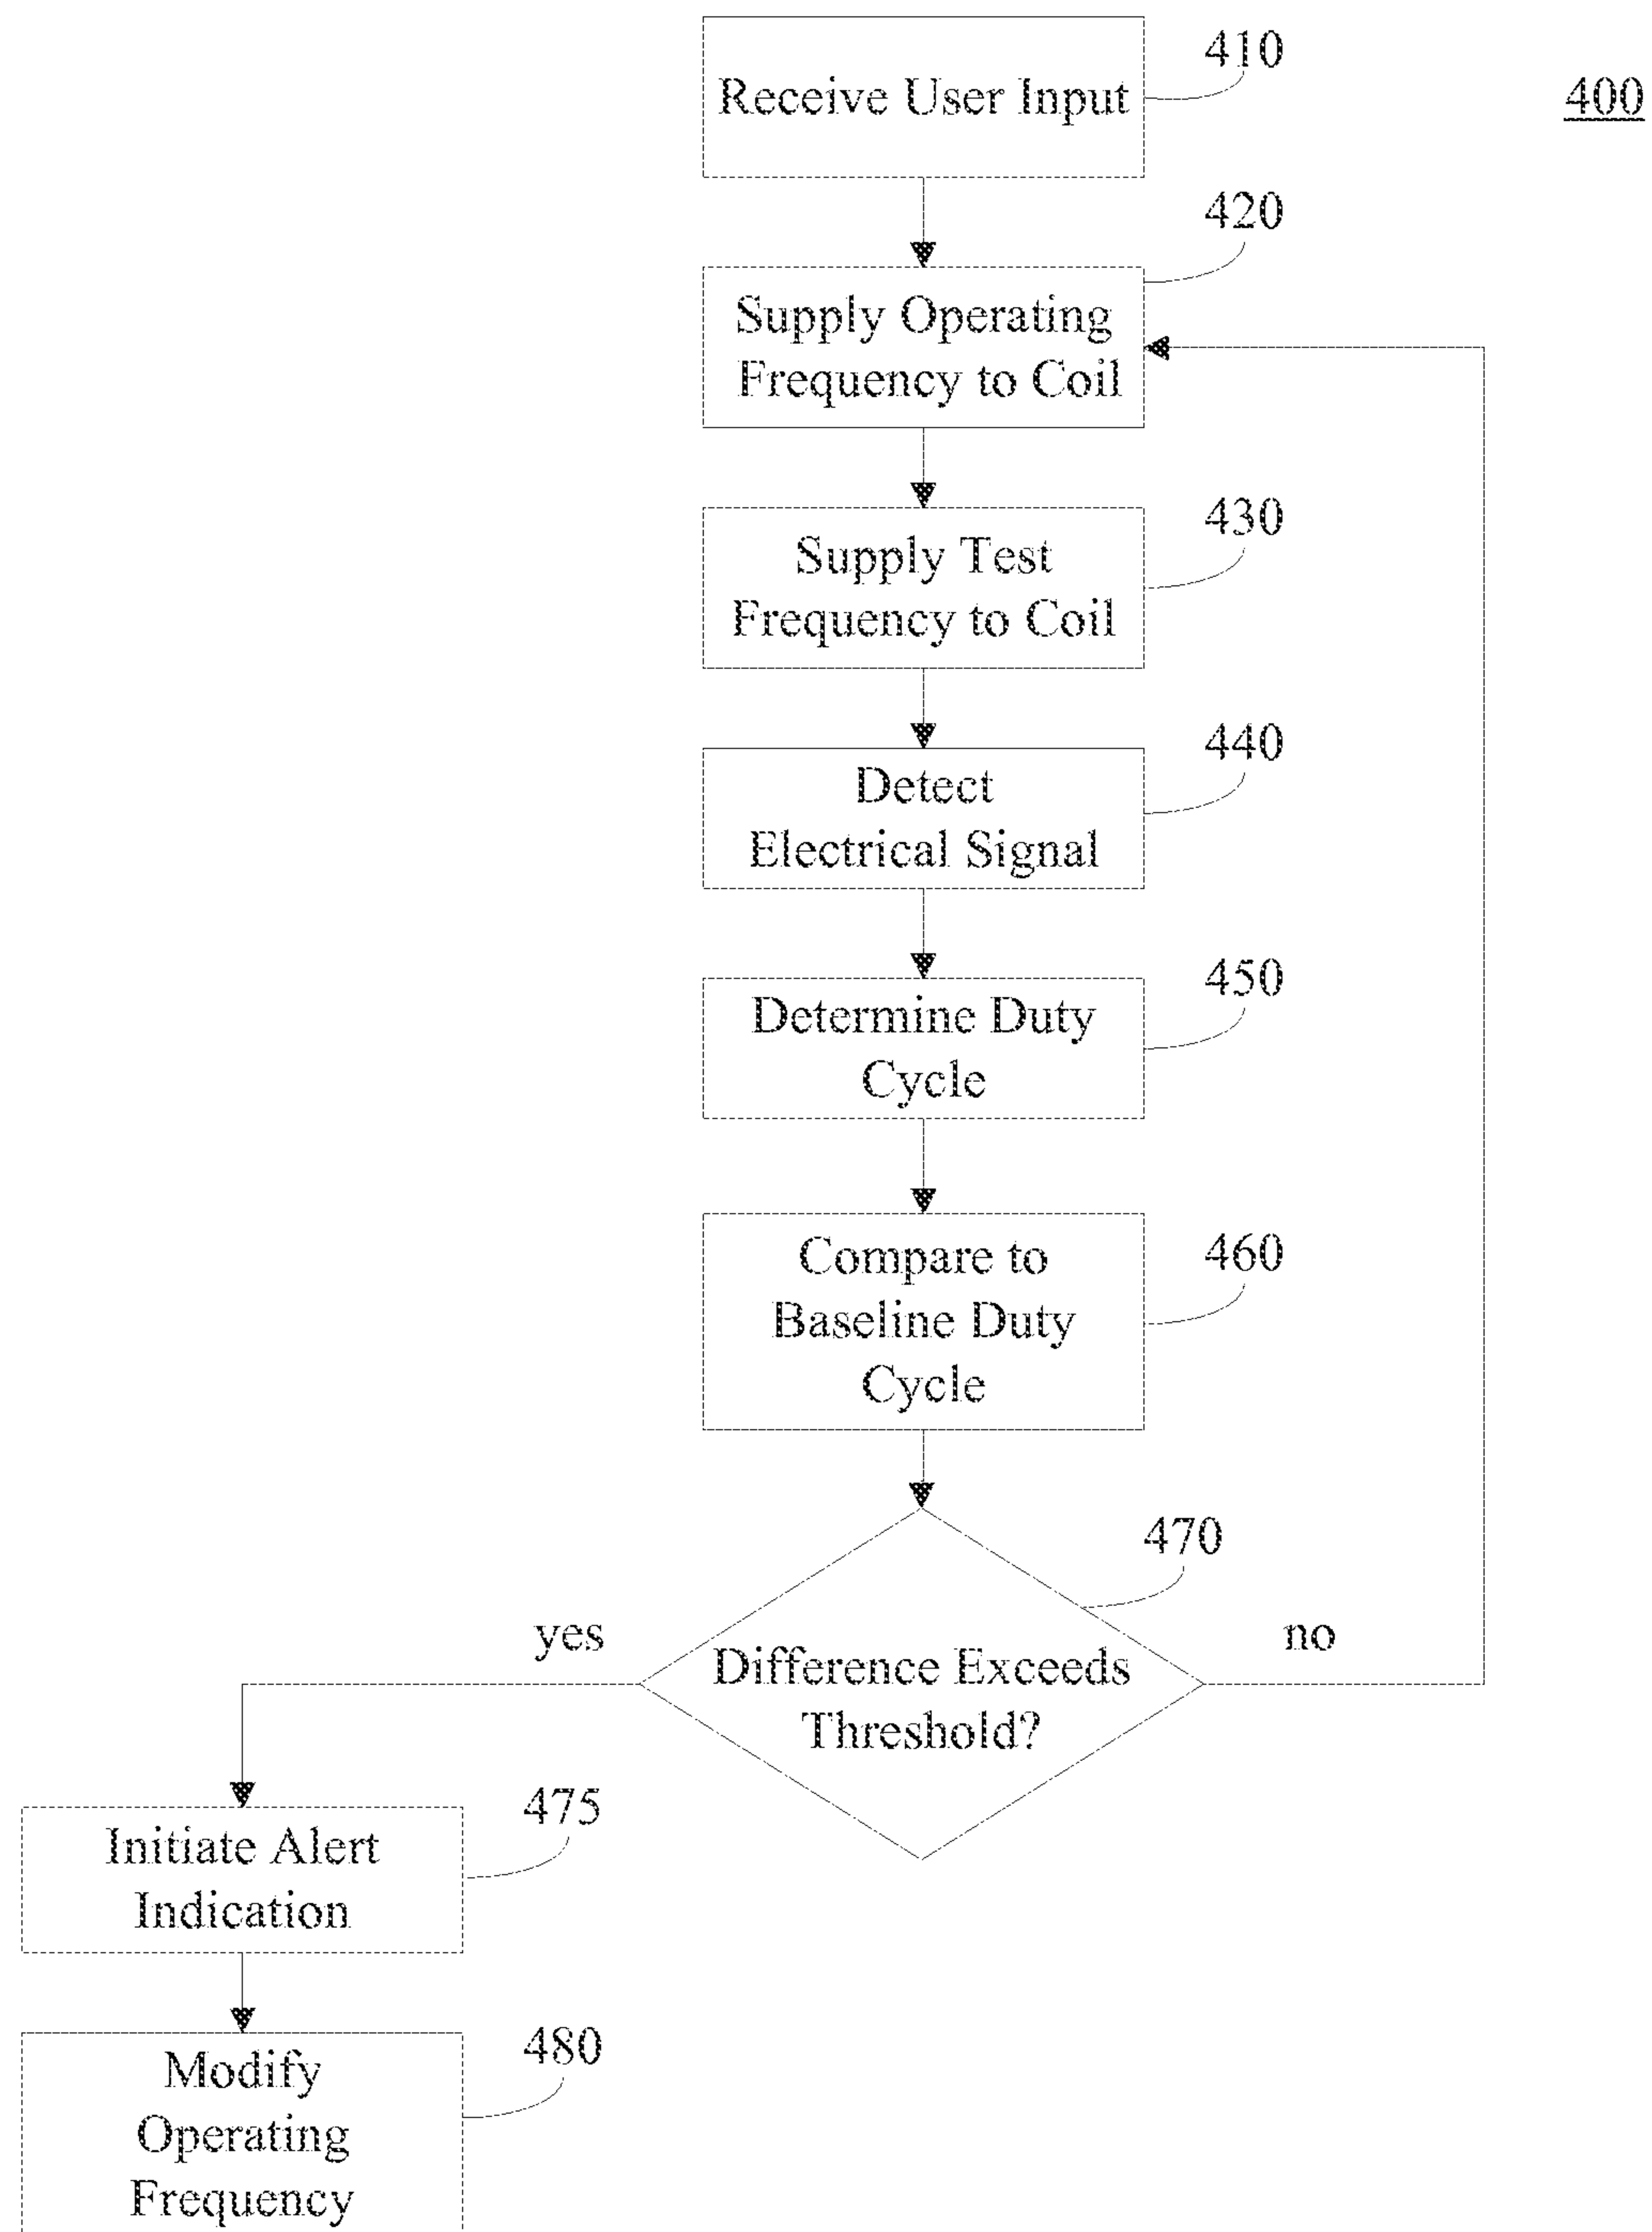 410
400
Receive User Input
420
Supply Operating
Frequency to Coil
430
Supply Test
Frequency to Coil
440
Detect
Electrical Signal
450
Determine Duty
Cycle
460
Compare to
Baseline Duty
Cycle
470
yes
no
Difference Exceeds
Threshold?
475
Initiate Alert
Indication
480
Modify
Operating
Frequency